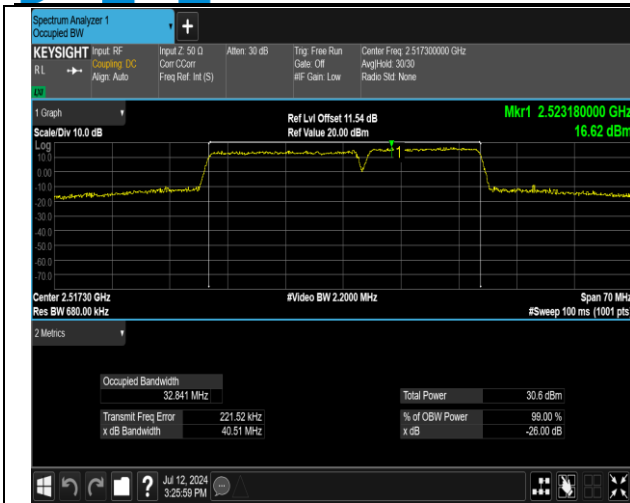 Spectrum Analyzer 1
Occupied BW
+
KEYSIGHT Input: RF Input Z: 50 Ω Atten: 30 dB Trig: Free Run Center Freq: 2.517300000 GHz
RL Coupling: DC Corr CCorr Gate: Off Avg|Hold: 30/30
Align: Auto Freq Ref: Int (S) #IF Gain: Low Radio Std: None
1 Graph Ref Lvl Offset 11.54 dB Mkr1 2.523180000 GHz
Scale/Div 10.0 dB Ref Value 20.00 dBm 16.62 dBm
Log
10.0
0.00
-10.0
-20.0
-30.0
-40.0
-50.0
-60.0
-70.0
1
Center 2.51730 GHz #Video BW 2.2000 MHz Span 70 MHz
Res BW 680.00 kHz #Sweep 100 ms (1001 pts)
2 Metrics
Occupied Bandwidth
32.841 MHz Total Power 30.6 dBm
Transmit Freq Error 221.52 kHz % of OBW Power 99.00 %
x dB Bandwidth 40.51 MHz x dB -26.00 dB
? Jul 12, 2024
3:25:59 PM